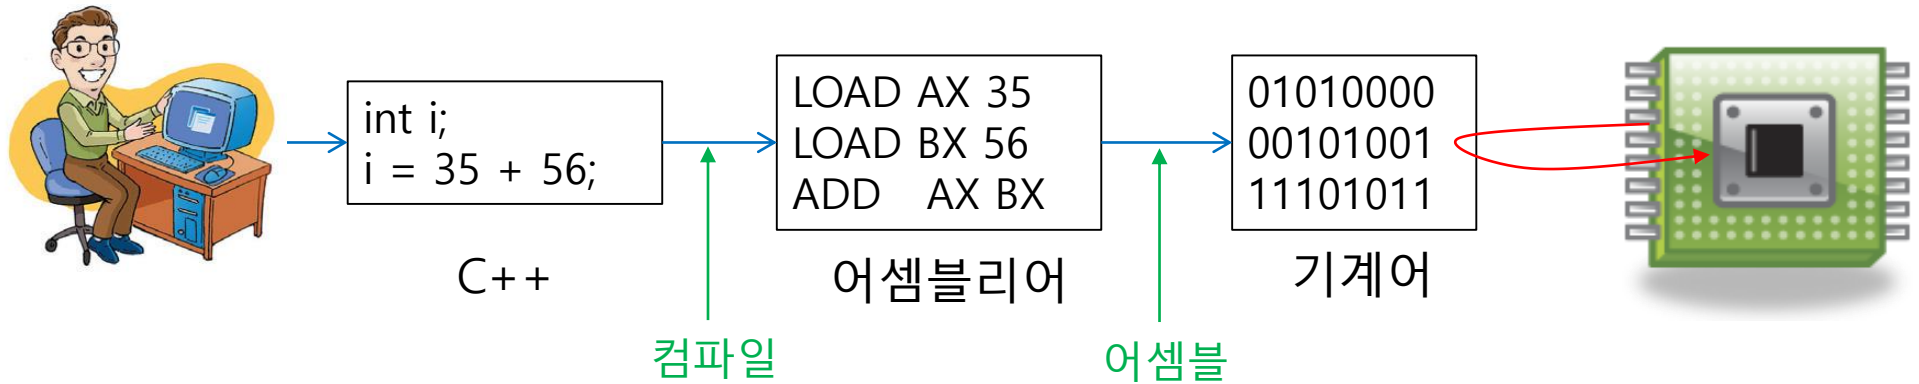 int i;
i = 35 + 56;
C++
컴파일
LOAD AX 35
LOAD BX 56
ADD AX BX
어셈블리어
어셈블
01010000
00101001
11101011
기계어